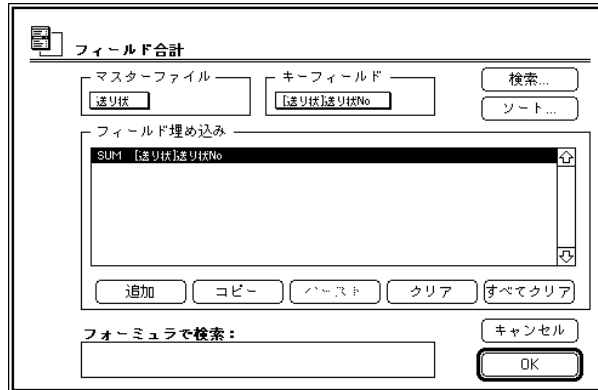 フィールド合計
マスターファイル
キーフィールド
検索...
送り状
[送り状]送り状No
ソート...
フィールド埋め込み
SUM [送り状]送り状No
追加
コピー
ペースト
クリア
すべてクリア
フォーミュラで検索：
キャンセル
OK